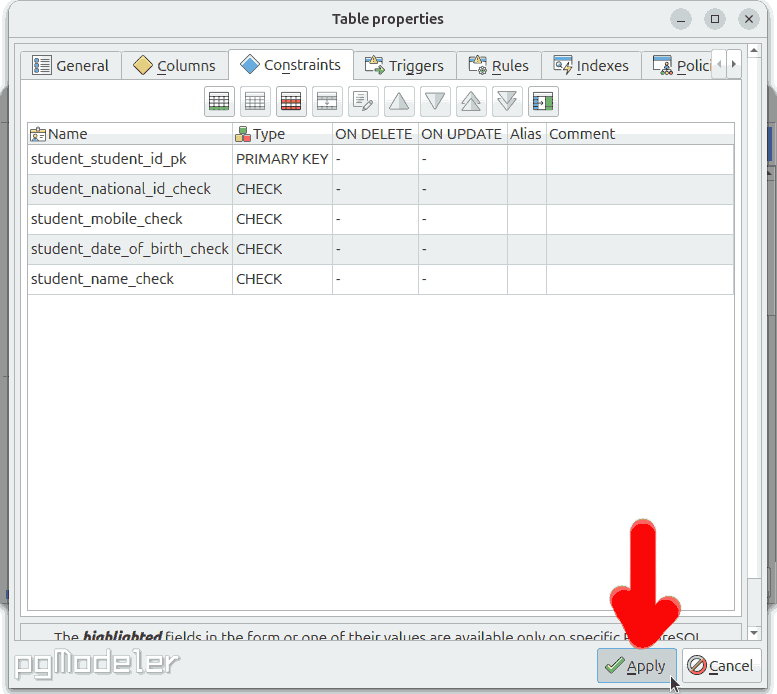 Table properties
General Columns Constraints Triggers Rules Indexes
Name Type ON DELETE ON UPDATE Alias Comment
student_student_id_pk PRIMARY KEY - -
student_national_id_check CHECK - -
student_mobile_check CHECK - -
student_date_of_birth_check CHECK - -
student_name_check CHECK - -
The highlighted fields in the form or one of their values are available only on specific
pgModeler Apply Cancel